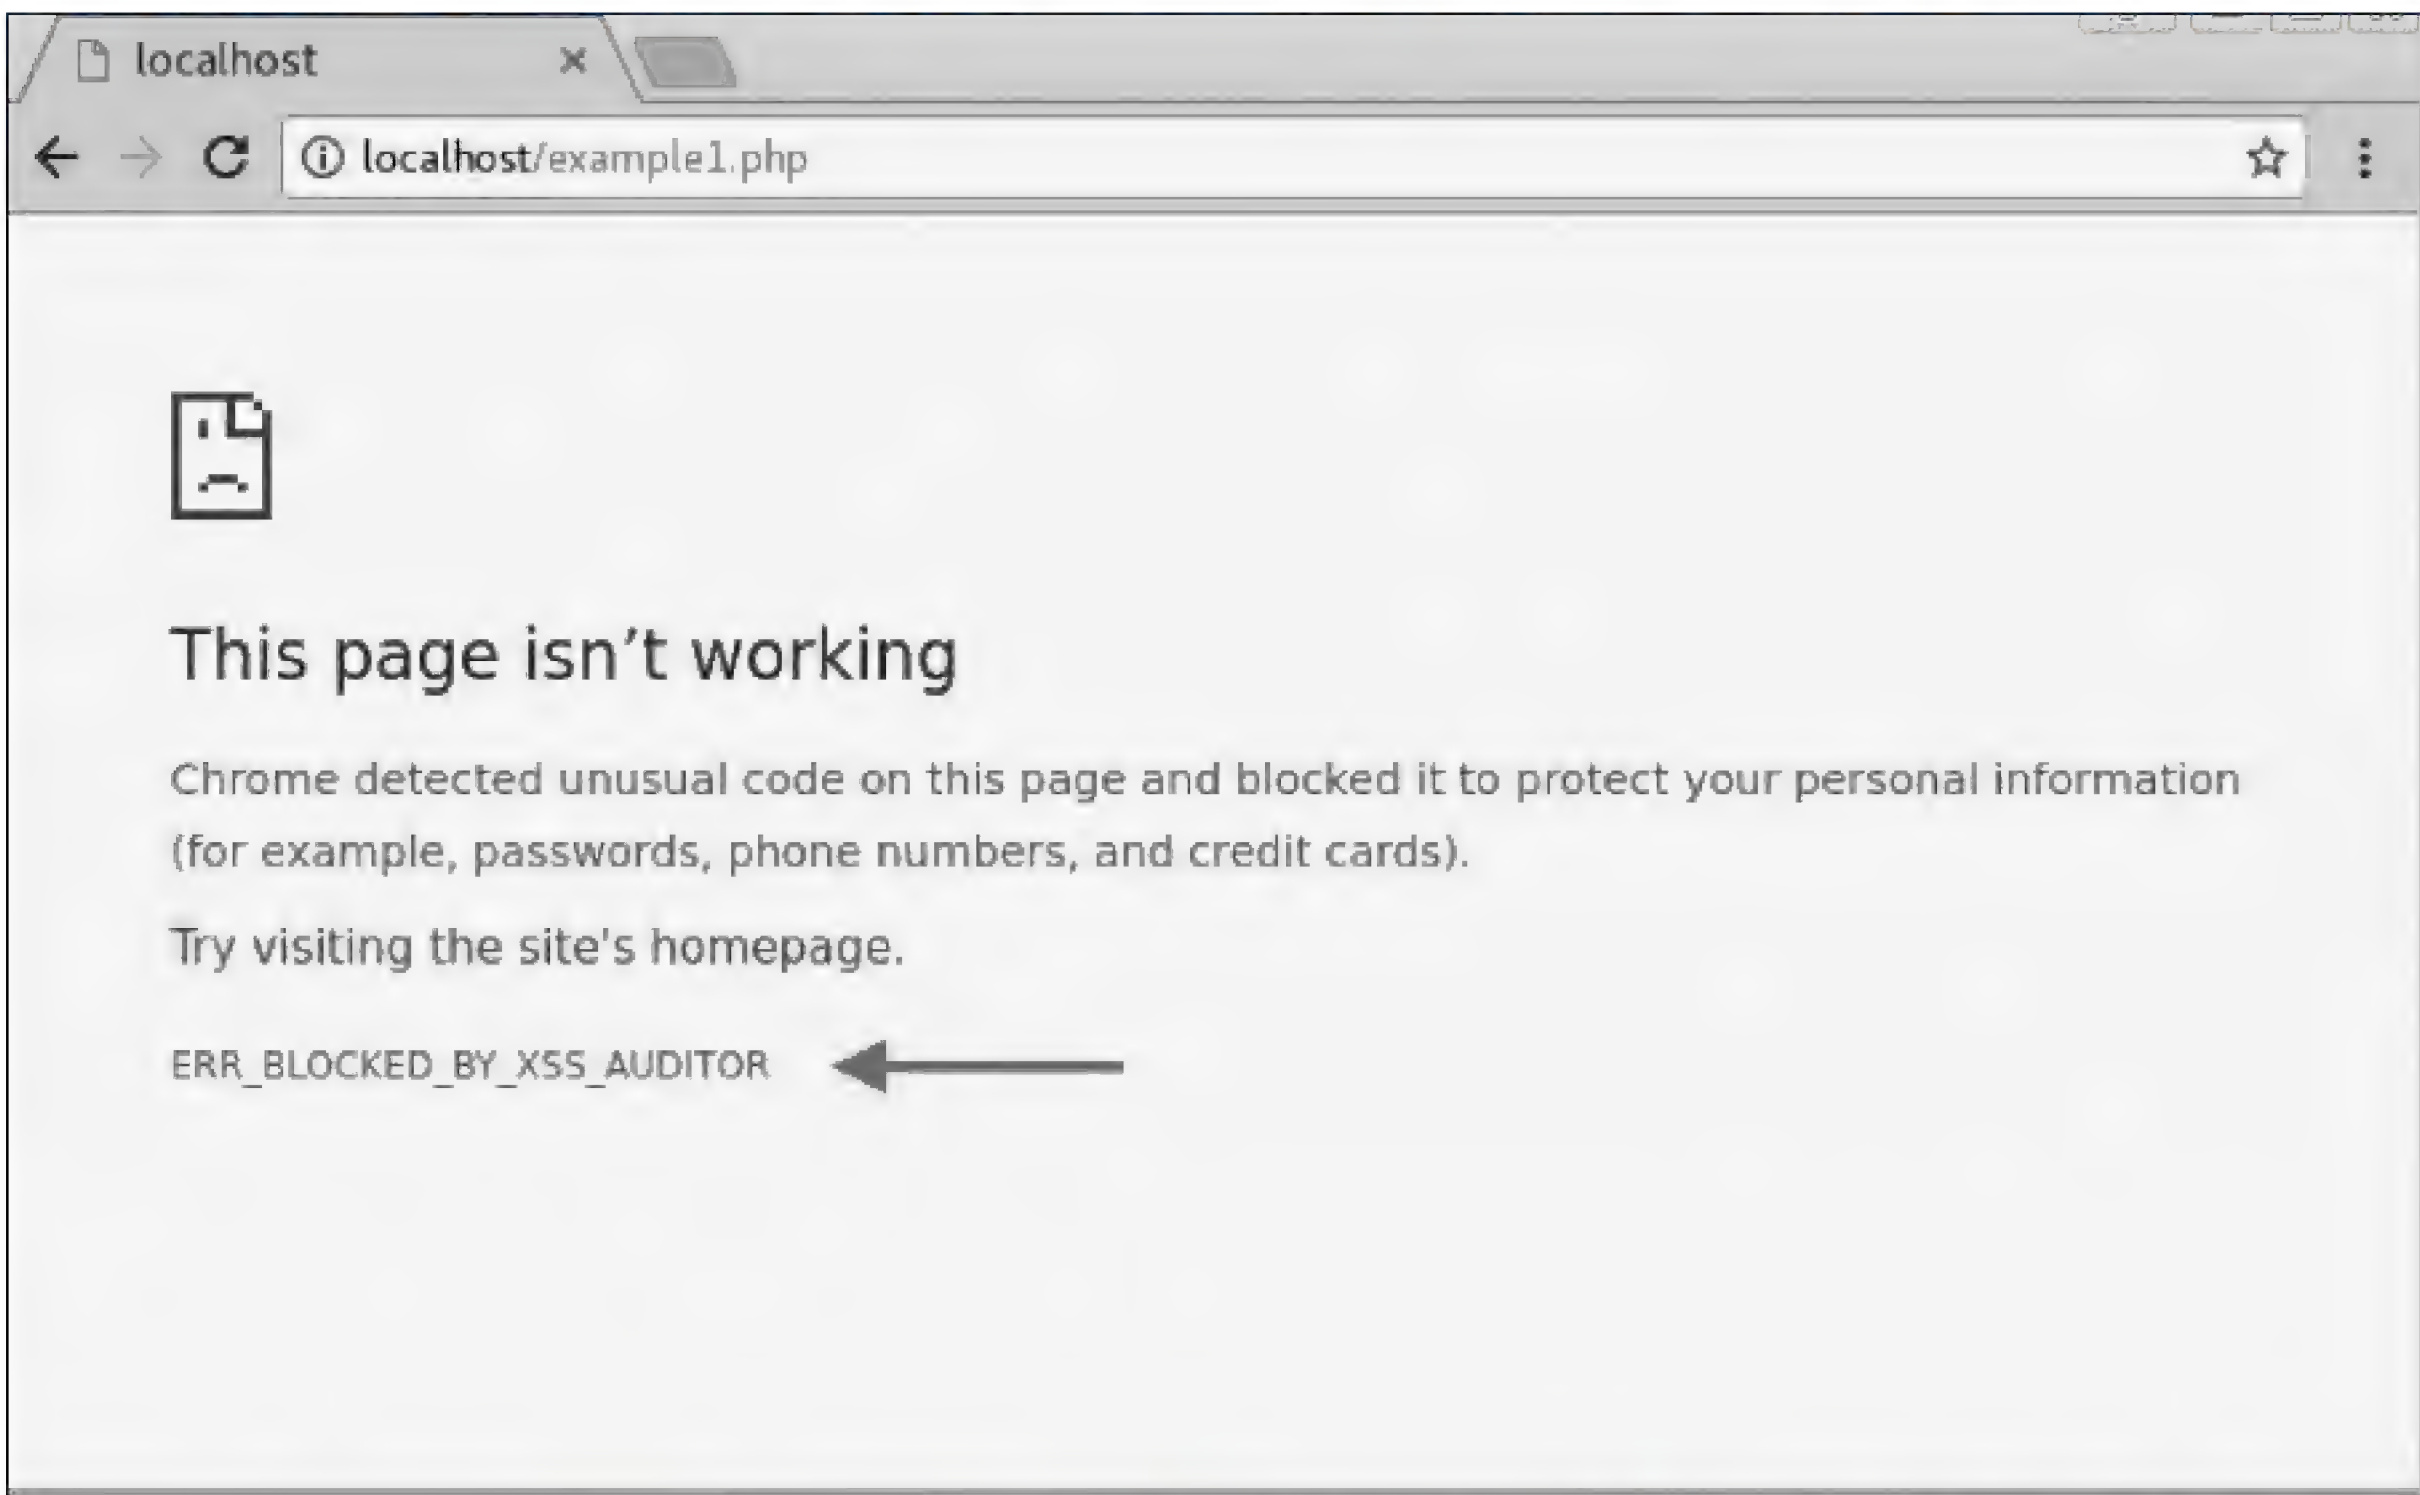 localhost
localhost/example1.php
This page isn’t working
Chrome detected unusual code on this page and blocked it to protect your personal information
(for example, passwords, phone numbers, and credit cards).
Try visiting the site's homepage.
ERR_BLOCKED_BY_XSS_AUDITOR